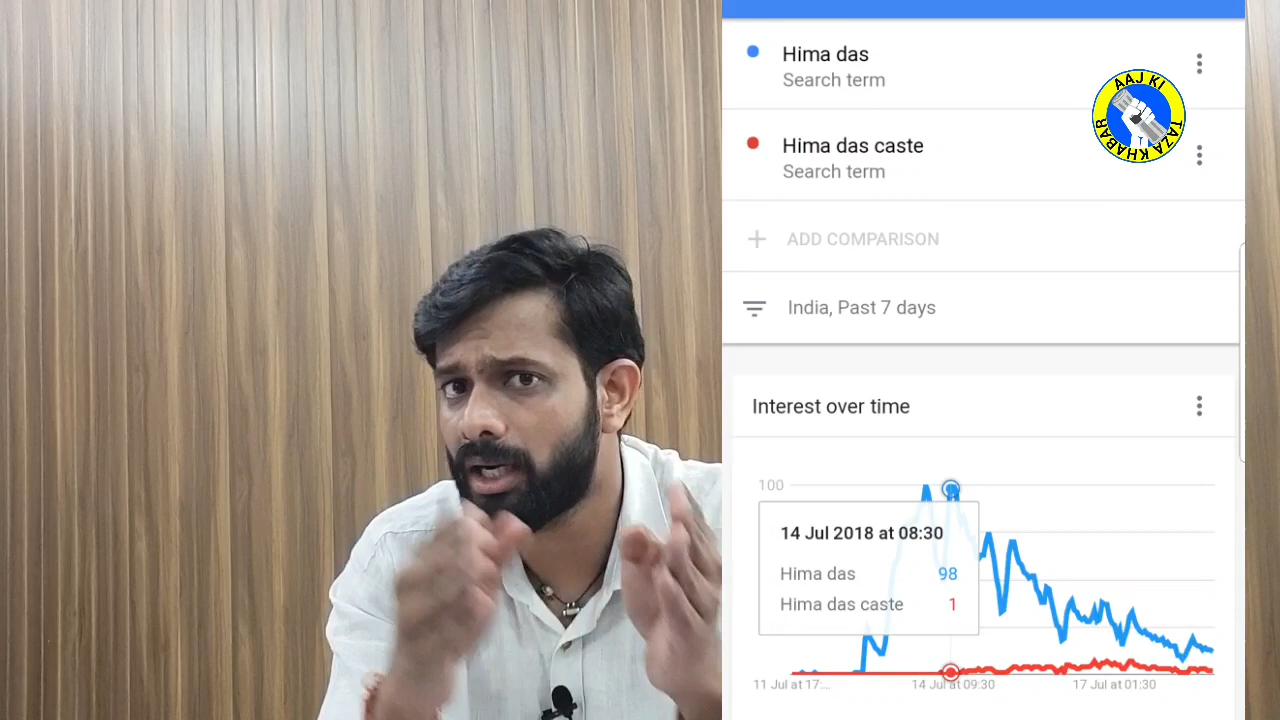 Hima das
Search term
AAJ KI
TAZA KHABAR
Hima das caste
Search term
ADD COMPARISON
India, Past 7 days
Interest over time
100
14 Jul 2018 at 08:30
Hima das 98
Hima das caste 1
11 Jul at 17:... 14 Jul at 09:30 17 Jul at 01:30